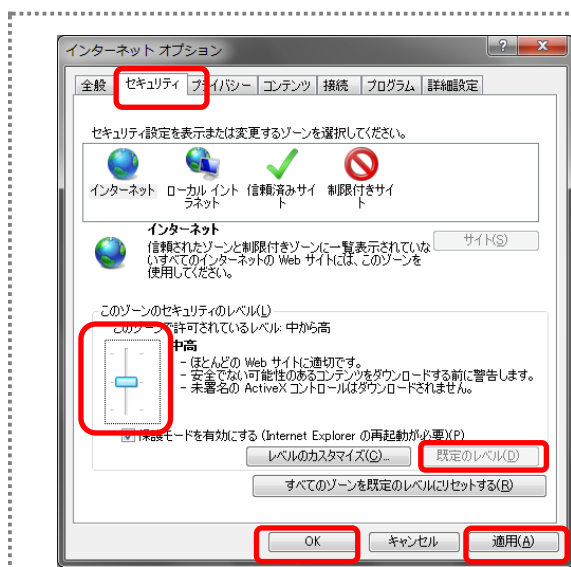 インターネット オプション
全般 セキュリティ プライバシー コンテンツ 接続 プログラム 詳細設定
セキュリティ設定を表示または変更するゾーンを選択してください。
インターネット ローカル イント 信頼済みサイ 制限付きサイ
ラネット ト ト
インターネット
サイト(S)
信頼されたゾーンと制限付きゾーンに一覧表示されていな
いすべてのインターネットの Web サイトには、このゾーンを
使用してください。
このゾーンのセキュリティのレベル(L)
このゾーンで許可されているレベル: 中から高
中高
- ほとんどの Web サイトに適切です。
- 安全でない可能性のあるコンテンツをダウンロードする前に警告します。
- 未署名の ActiveX コントロールはダウンロードされません。
保護モードを有効にする (Internet Explorer の再起動が必要)(P)
レベルのカスタマイズ(C)... 既定のレベル(D)
すべてのゾーンを既定のレベルにリセットする(R)
OK キャンセル 適用(A)